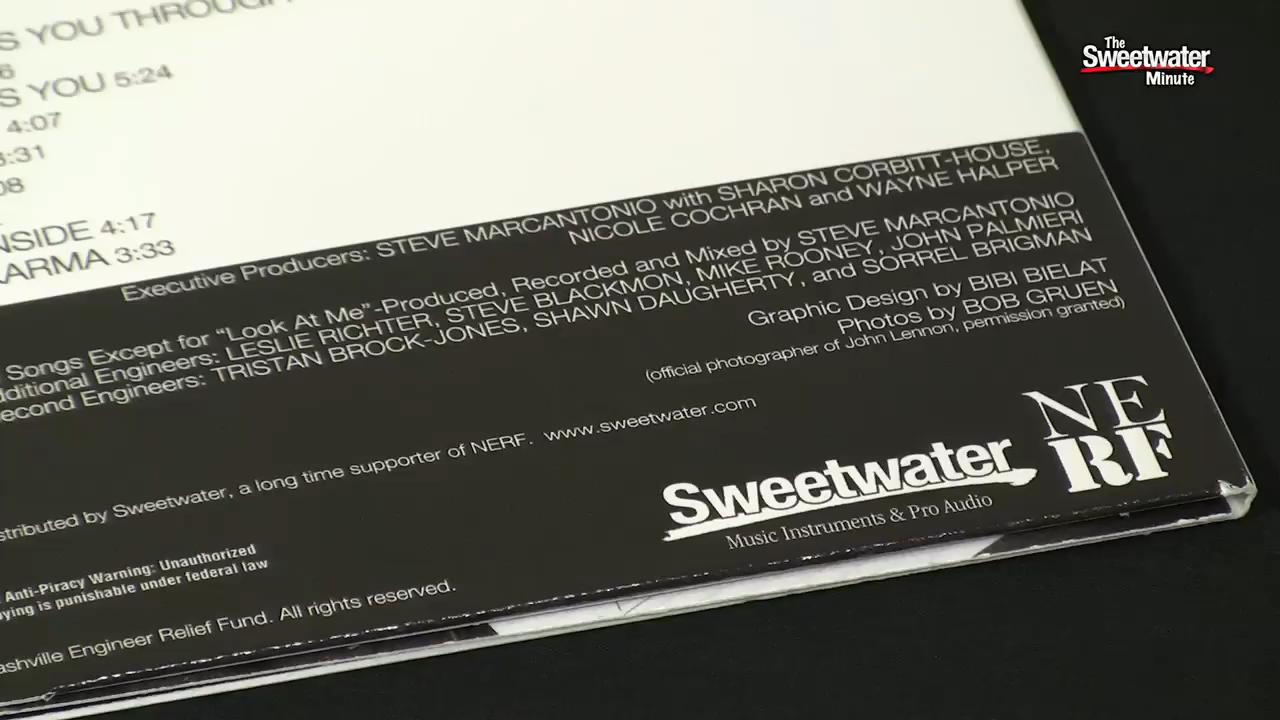 The
Sweetwater
Minute
S YOU THROUGH
6
S YOU 5:24
4:07
3:31
08
NSIDE 4:17
ARMA 3:33
Executive Producers: STEVE MARCANTONIO with SHARON CORBITT-HOUSE,
NICOLE COCHRAN and WAYNE HALPER
Songs Except for "Look At Me"-Produced, Recorded and Mixed by STEVE MARCANTONIO
dditional Engineers: LESLIE RICHTER, STEVE BLACKMON, MIKE ROONEY, JOHN PALMIERI
econd Engineers: TRISTAN BROCK-JONES, SHAWN DAUGHERTY, and SORREL BRIGMAN
Graphic Design by BIBI BIELAT
Photos by BOB GRUEN
(official photographer of John Lennon, permission granted)
stributed by Sweetwater, a long time supporter of NERF. www.sweetwater.com
NE
RF
Sweetwater
Music Instruments & Pro Audio
Anti-Piracy Warning: Unauthorized
ying is punishable under federal law
ashville Engineer Relief Fund. All rights reserved.